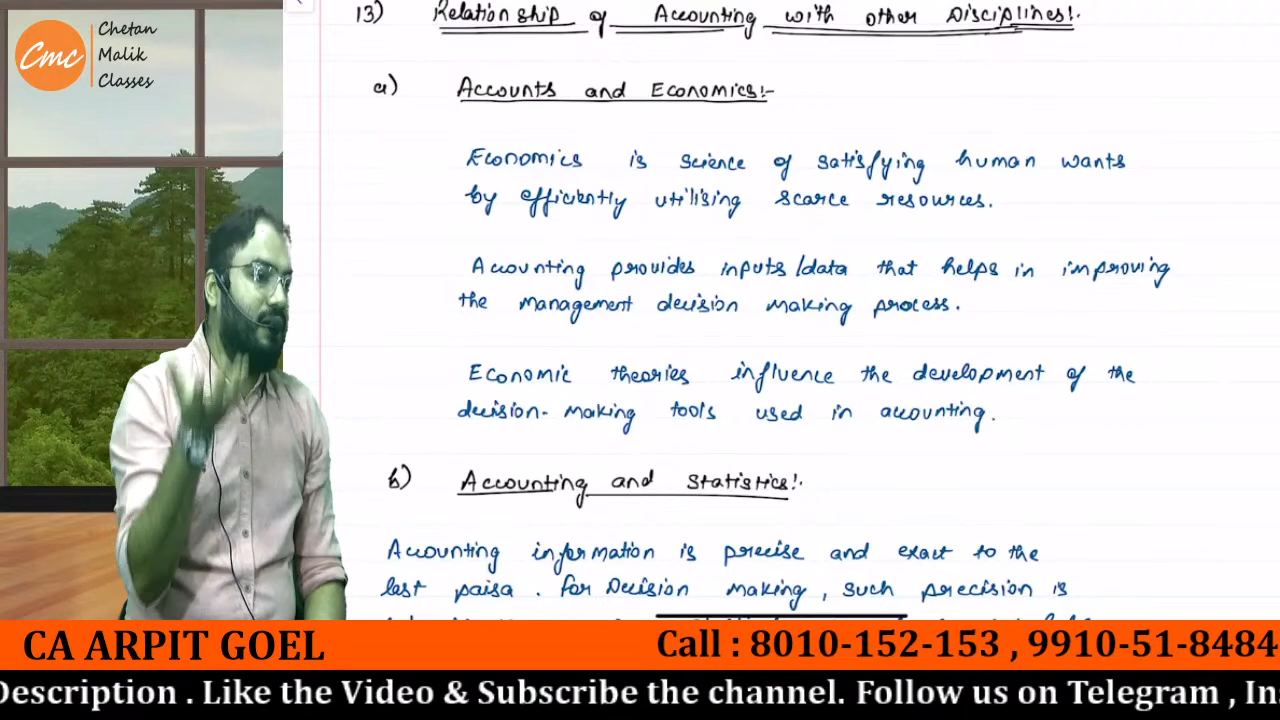 Cmc
Chetan
Malik
Classes
13) Relationship of Accounting with other Disciplines!.
a) Accounts and Economics:-
Economics is science of satisfying human wants
by efficiently utilising scarce resources.
Accounting provides inputs/data that helps in improving
the management decision making process.
Economic theories influence the development of the
decision-making tools used in accounting.
b) Accounting and Statistics!.
Accounting information is precise and exact to the
last paisa. For Decision making, such precision is
CA ARPIT GOEL
Call : 8010-152-153 , 9910-51-8484
Description . Like the Video & Subscribe the channel. Follow us on Telegram , In